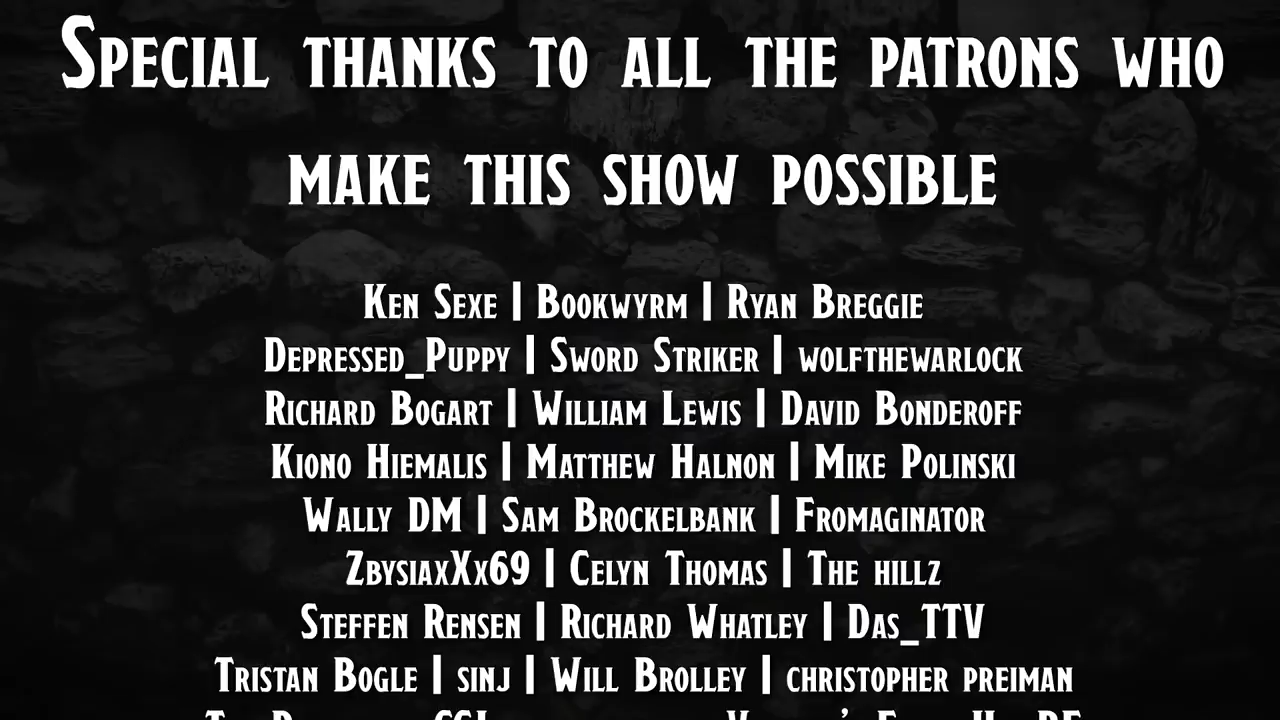 Special thanks to all the patrons who
make this show possible
Ken Sexe | Bookwyrm | Ryan Breggie
Depressed_Puppy | Sword Striker | wolfthewarlock
Richard Bogart | William Lewis | David Bonderoff
Kiono Hiemalis | Matthew Halnon | Mike Polinski
Wally DM | Sam Brockelbank | Fromaginator
ZbysiaxXx69 | Celyn Thomas | The hillz
Steffen Rensen | Richard Whatley | Das_TTV
Tristan Bogle | sinj | Will Brolley | christopher preiman